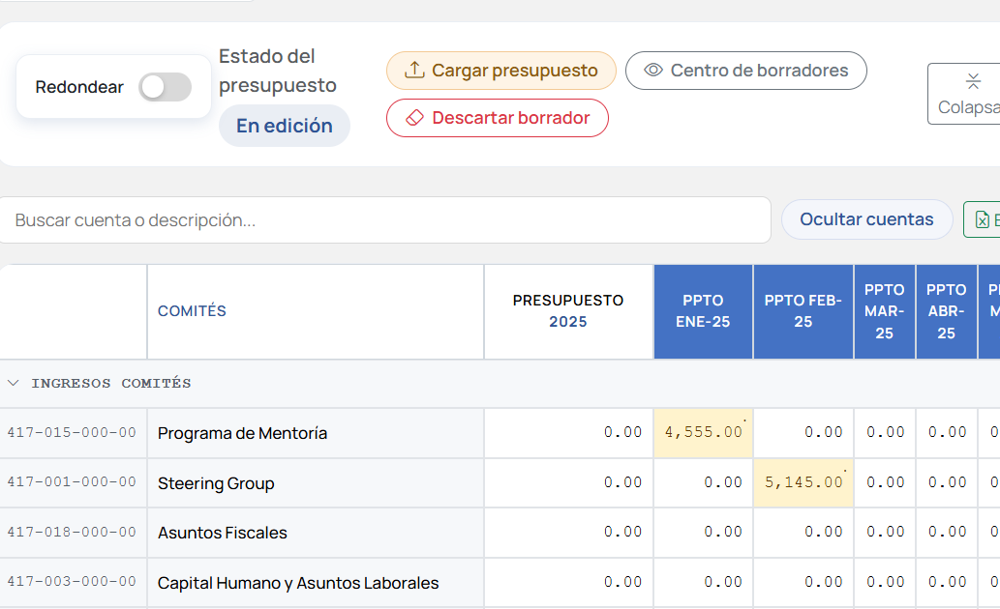 Redondear
Estado del
presupuesto
En edición
Cargar presupuesto
Centro de borradores
Descartar borrador
Buscar cuenta o descripción...
Ocultar cuentas
COMITÉS
PRESUPUESTO
2025
PPTO
ENE-25
PPTO FEB-
25
PPTO
MAR-
25
PPTO
ABR-
25
INGRESOS COMITÉS
417-015-000-00 Programa de Mentoría 0.00 4,555.00 0.00 0.00 0.00
417-001-000-00 Steering Group 0.00 0.00 5,145.00 0.00 0.00
417-018-000-00 Asuntos Fiscales 0.00 0.00 0.00 0.00 0.00
417-003-000-00 Capital Humano y Asuntos Laborales 0.00 0.00 0.00 0.00 0.00